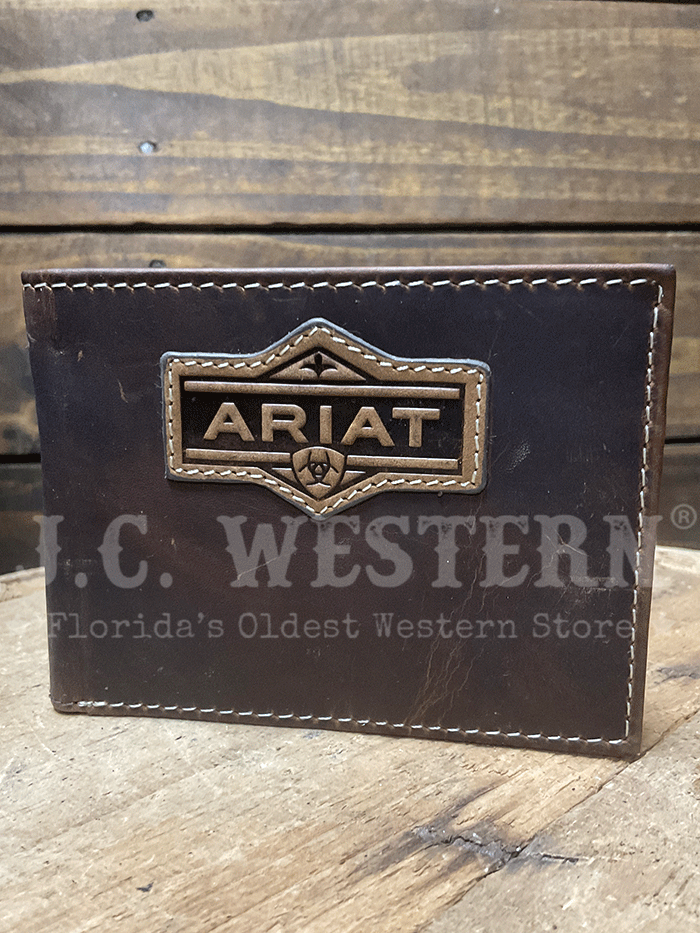 ARIAT
J.C. WESTERN®
Florida's Oldest Western Store